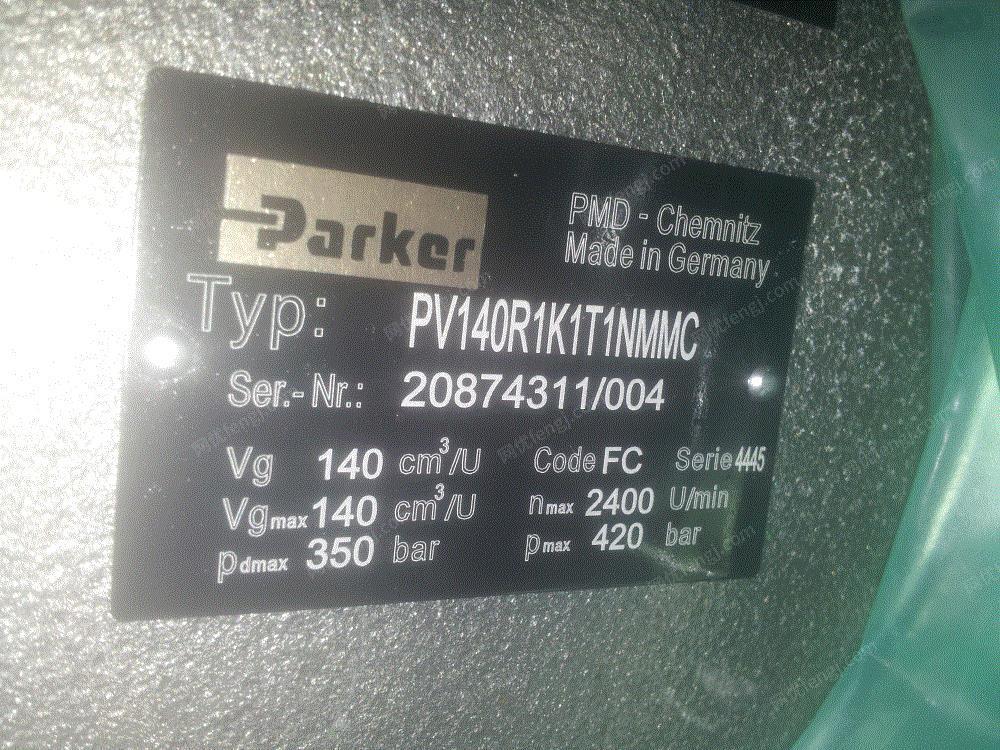 Parker
PMD - Chemnitz
Made in Germany
Typ: PV140R1K1T1NMMC
Ser.-Nr.: 20874311/004
Vg 140 cm³/U Code FC Serie 4445
Vgmax 140 cm³/U nmax 2400 U/min
pdmax 350 bar pmax 420 bar